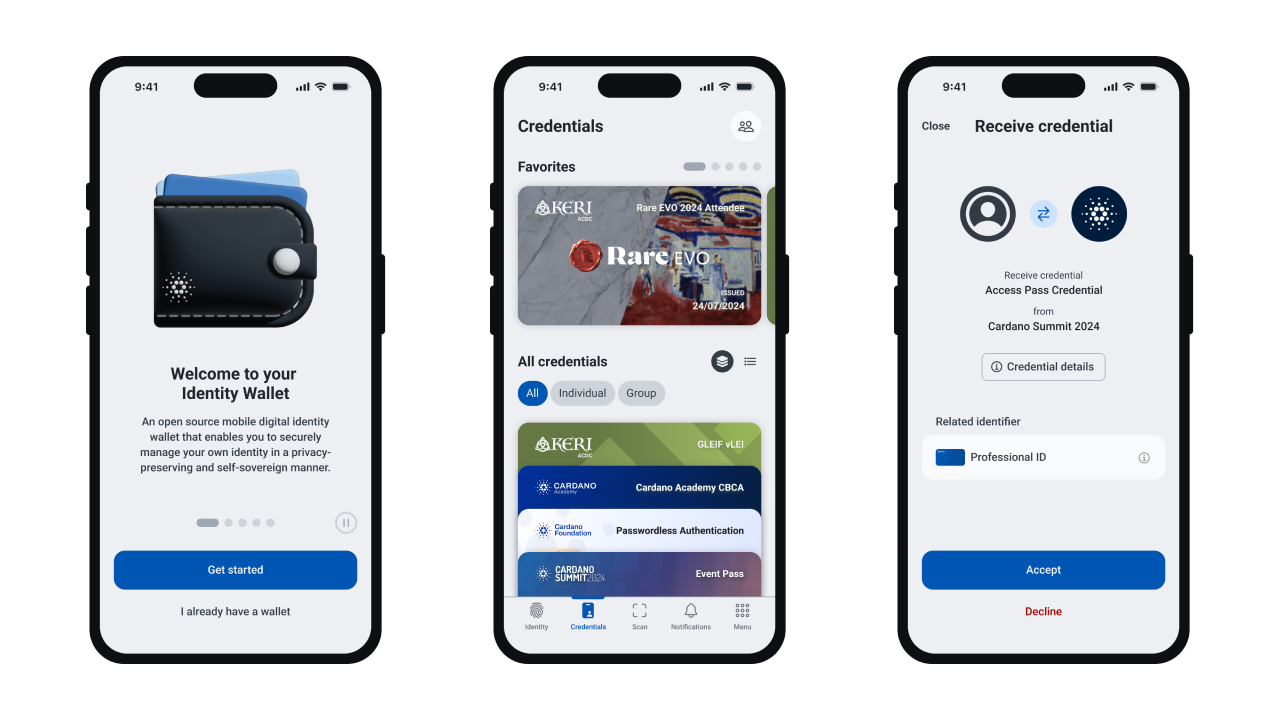 9:41
Welcome to your
Identity Wallet
An open source mobile digital identity
wallet that enables you to securely
manage your own identity in a privacy-
preserving and self-sovereign manner.
Get started
I already have a wallet
9:41
Credentials
Favorites
KERI
ACDC
Rare EVO 2024 Attendee
Rare EVO
ISSUED
24/07/2024
All credentials
All
Individual
Group
KERI
ACDC
GLEIF vLEI
CARDANO
Academy
Cardano Academy CBCA
Cardano
Foundation
Passwordless Authentication
CARDANO
SUMMIT2024
Event Pass
Identity
Credentials
Scan
Notifications
Menu
9:41
Close
Receive credential
Receive credential
Access Pass Credential
from
Cardano Summit 2024
Credential details
Related identifier
Professional ID
Accept
Decline